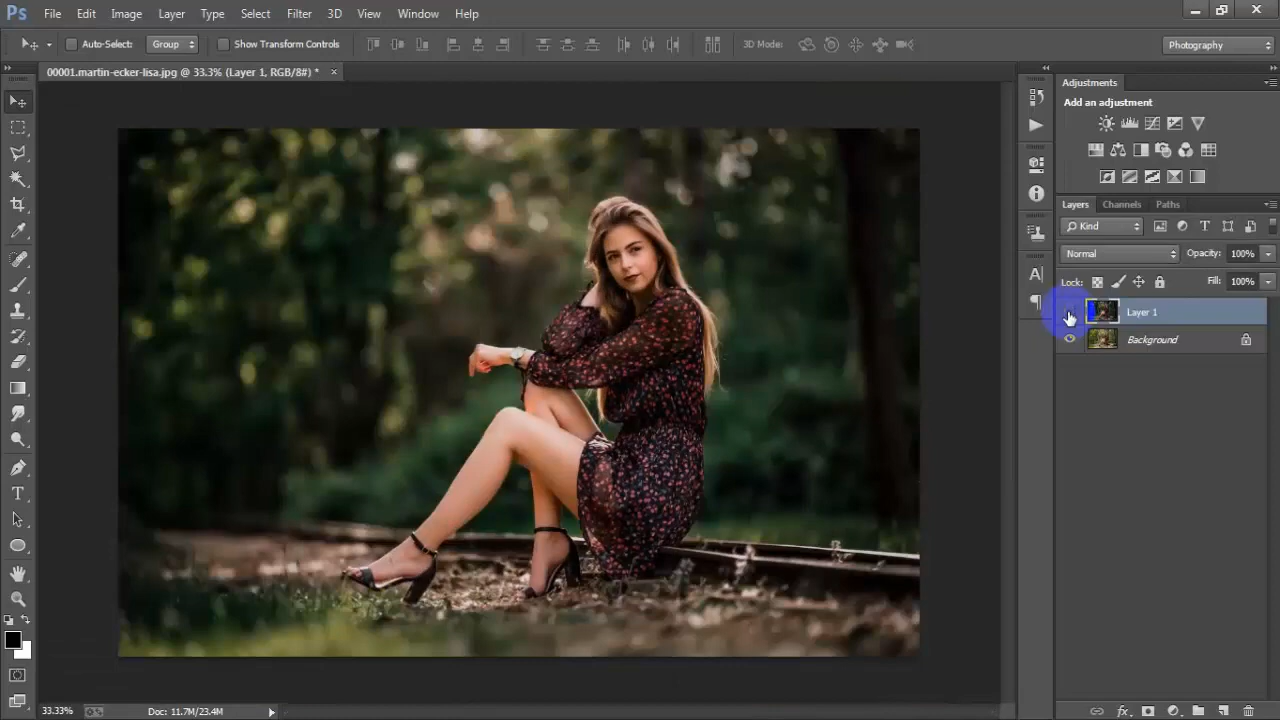 Ps File Edit Image Layer Type Select Filter 3D View Window Help
Auto-Select: Group Show Transform Controls 3D Mode: Photography
00001.martin-ecker-lisa.jpg @ 33.3% (Layer 1, RGB/8#) * ×
Adjustments
Add an adjustment
Layers Channels Paths
Kind T
Normal Opacity: 100%
Lock: Fill: 100%
Layer 1
Background
A
T
33.33% Doc: 11.7M/23.4M
fx